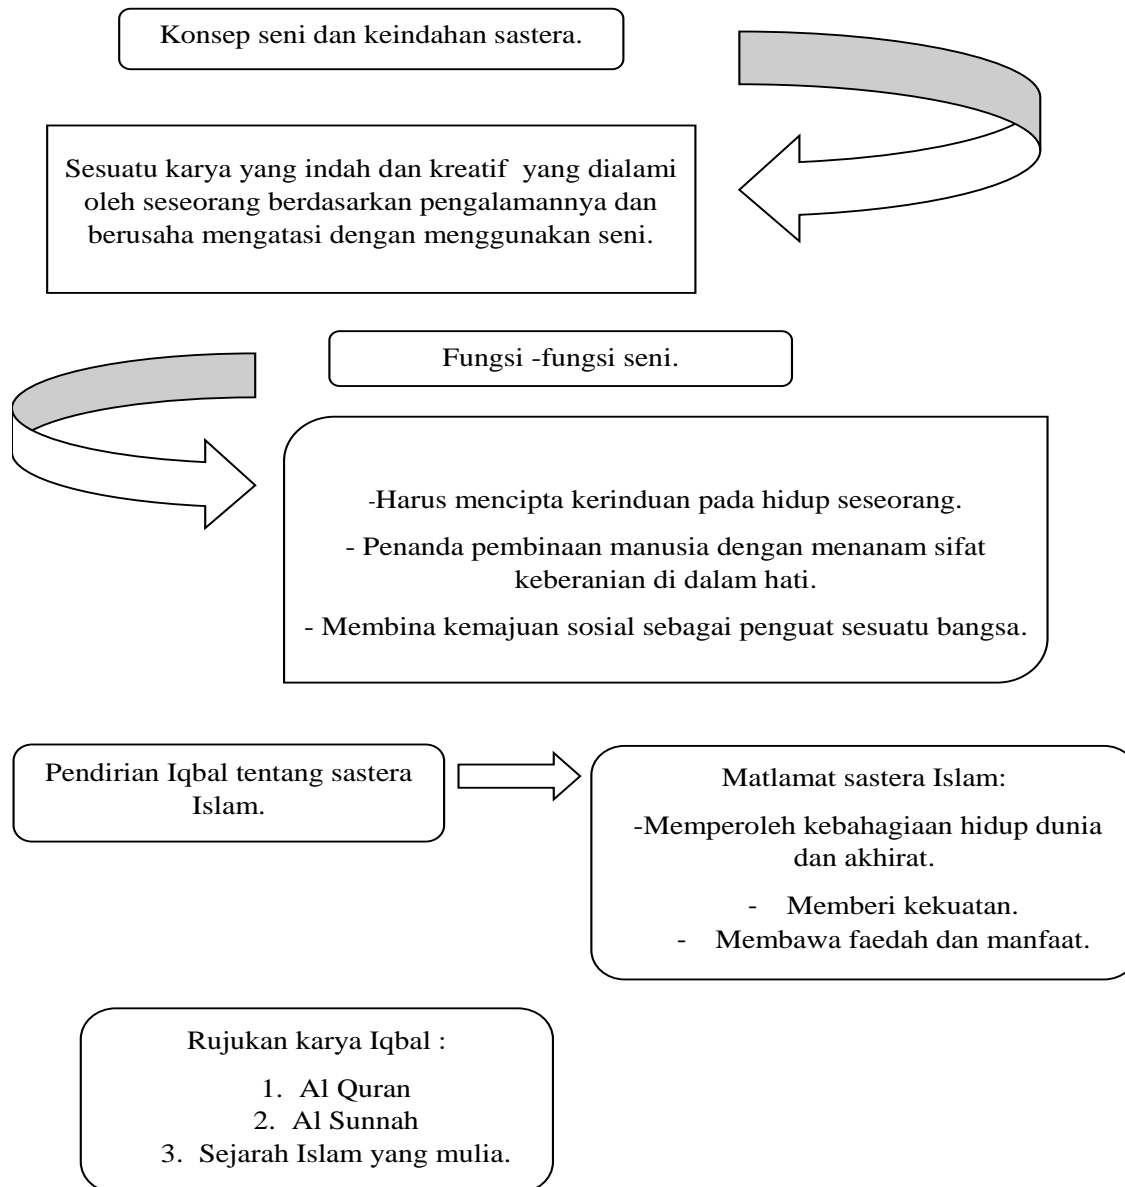 Konsep seni dan keindahan sastera.
Sesuatu karya yang indah dan kreatif  yang dialami
oleh seseorang berdasarkan pengalamannya dan
berusaha mengatasi dengan menggunakan seni.
Fungsi -fungsi seni.
-Harus mencipta kerinduan pada hidup seseorang.
- Penanda pembinaan manusia dengan menanam sifat
keberanian di dalam hati.
- Membina kemajuan sosial sebagai penguat sesuatu bangsa.
Pendirian Iqbal tentang sastera
Islam.
Matlamat sastera Islam:
-Memperoleh kebahagiaan hidup dunia
dan akhirat.
- Memberi kekuatan.
- Membawa faedah dan manfaat.
Rujukan karya Iqbal :
1. Al Quran
2. Al Sunnah
3. Sejarah Islam yang mulia.